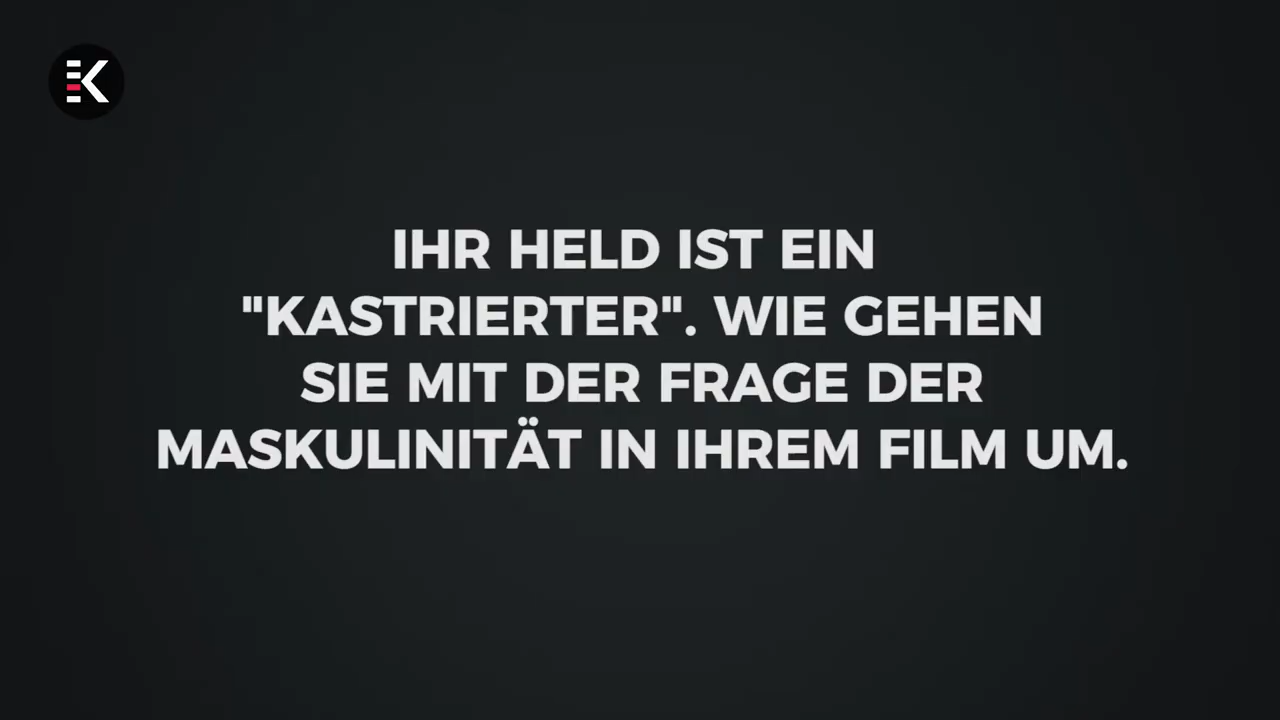 K
IHR HELD IST EIN
"KASTRIERTER". WIE GEHEN
SIE MIT DER FRAGE DER
MASKULINITÄT IN IHREM FILM UM.